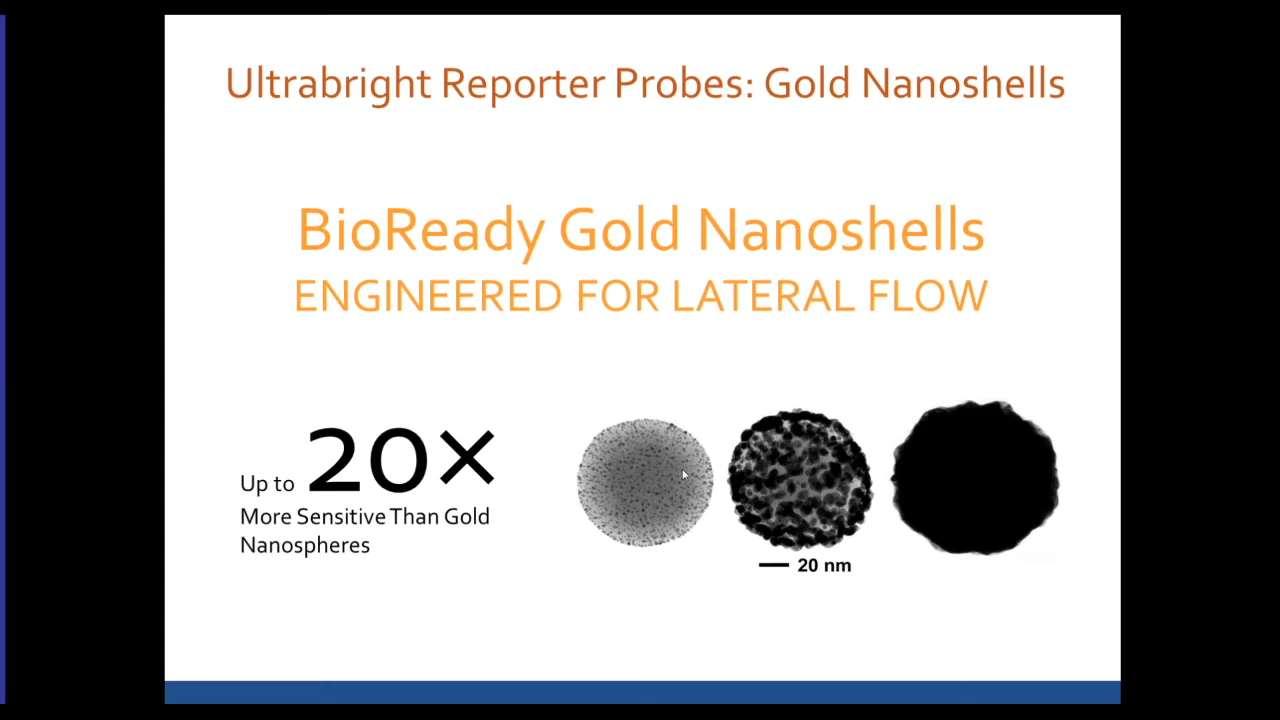 Ultrabright Reporter Probes: Gold Nanoshells
BioReady Gold Nanoshells
ENGINEERED FOR LATERAL FLOW
Up to 20×
More Sensitive Than Gold
Nanospheres
20 nm